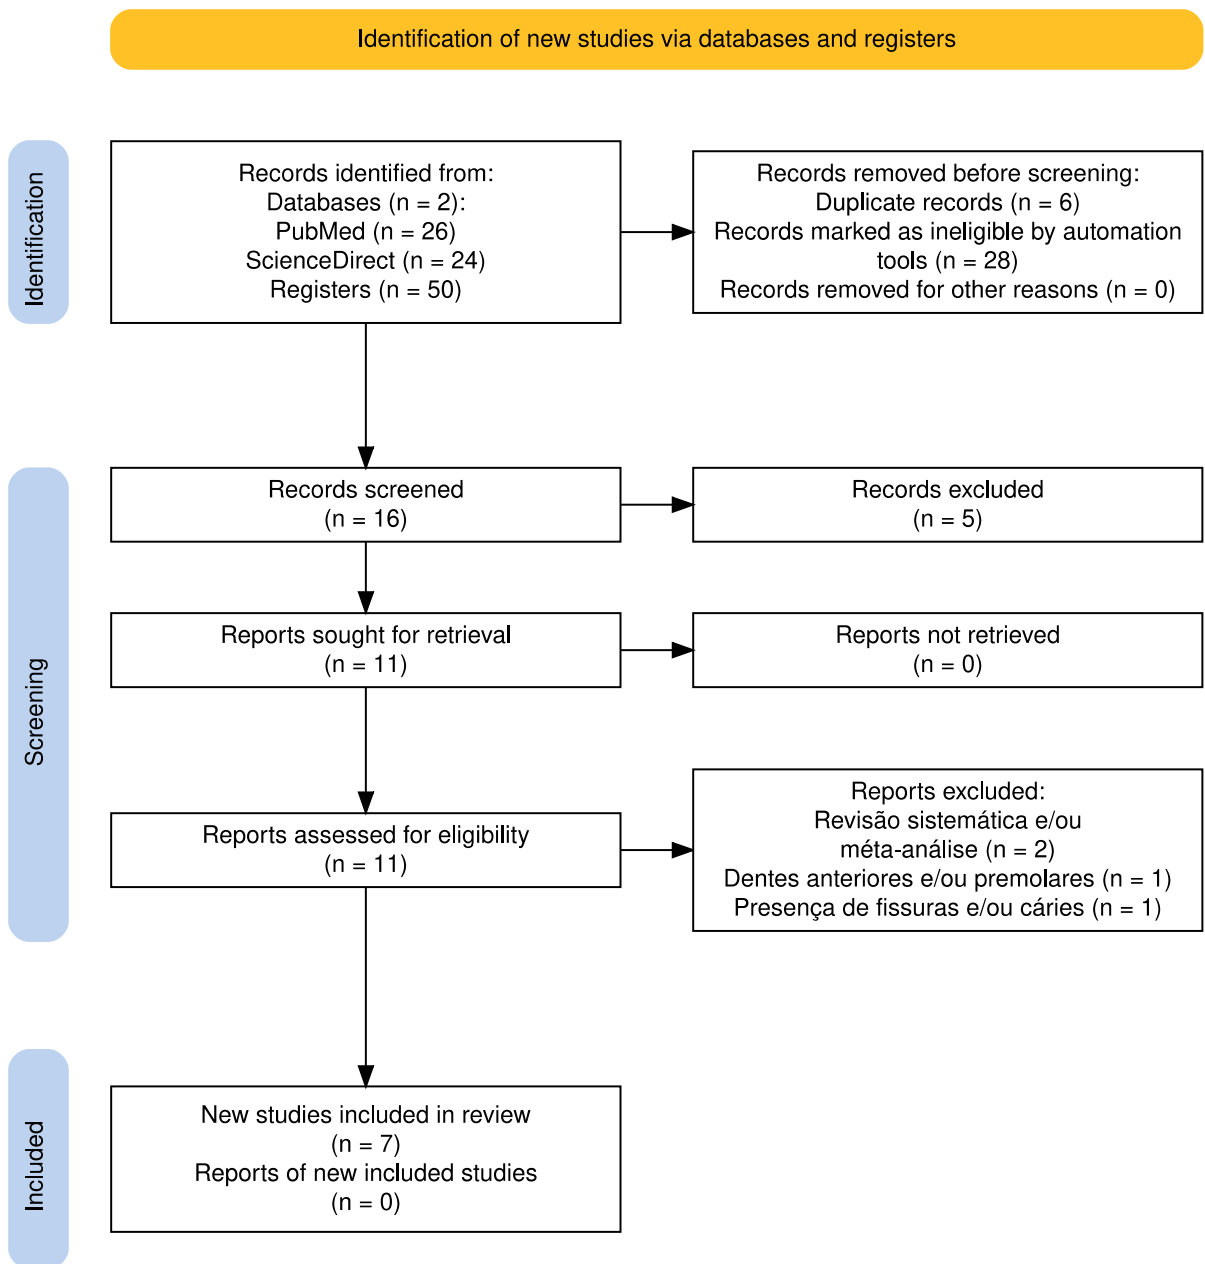 Identification of new studies via databases and registers
Identification
Records identified from:
Databases (n = 2):
PubMed (n = 26)
ScienceDirect (n = 24)
Registers (n = 50)
Records removed before screening:
Duplicate records (n = 6)
Records marked as ineligible by automation
tools (n = 28)
Records removed for other reasons (n = 0)
Screening
Records screened
(n = 16)
Records excluded
(n = 5)
Reports sought for retrieval
(n = 11)
Reports not retrieved
(n = 0)
Reports assessed for eligibility
(n = 11)
Reports excluded:
Revisão sistemática e/ou
méta-análise (n = 2)
Dentes anteriores e/ou premolares (n = 1)
Presença de fissuras e/ou cáries (n = 1)
Included
New studies included in review
(n = 7)
Reports of new included studies
(n = 0)